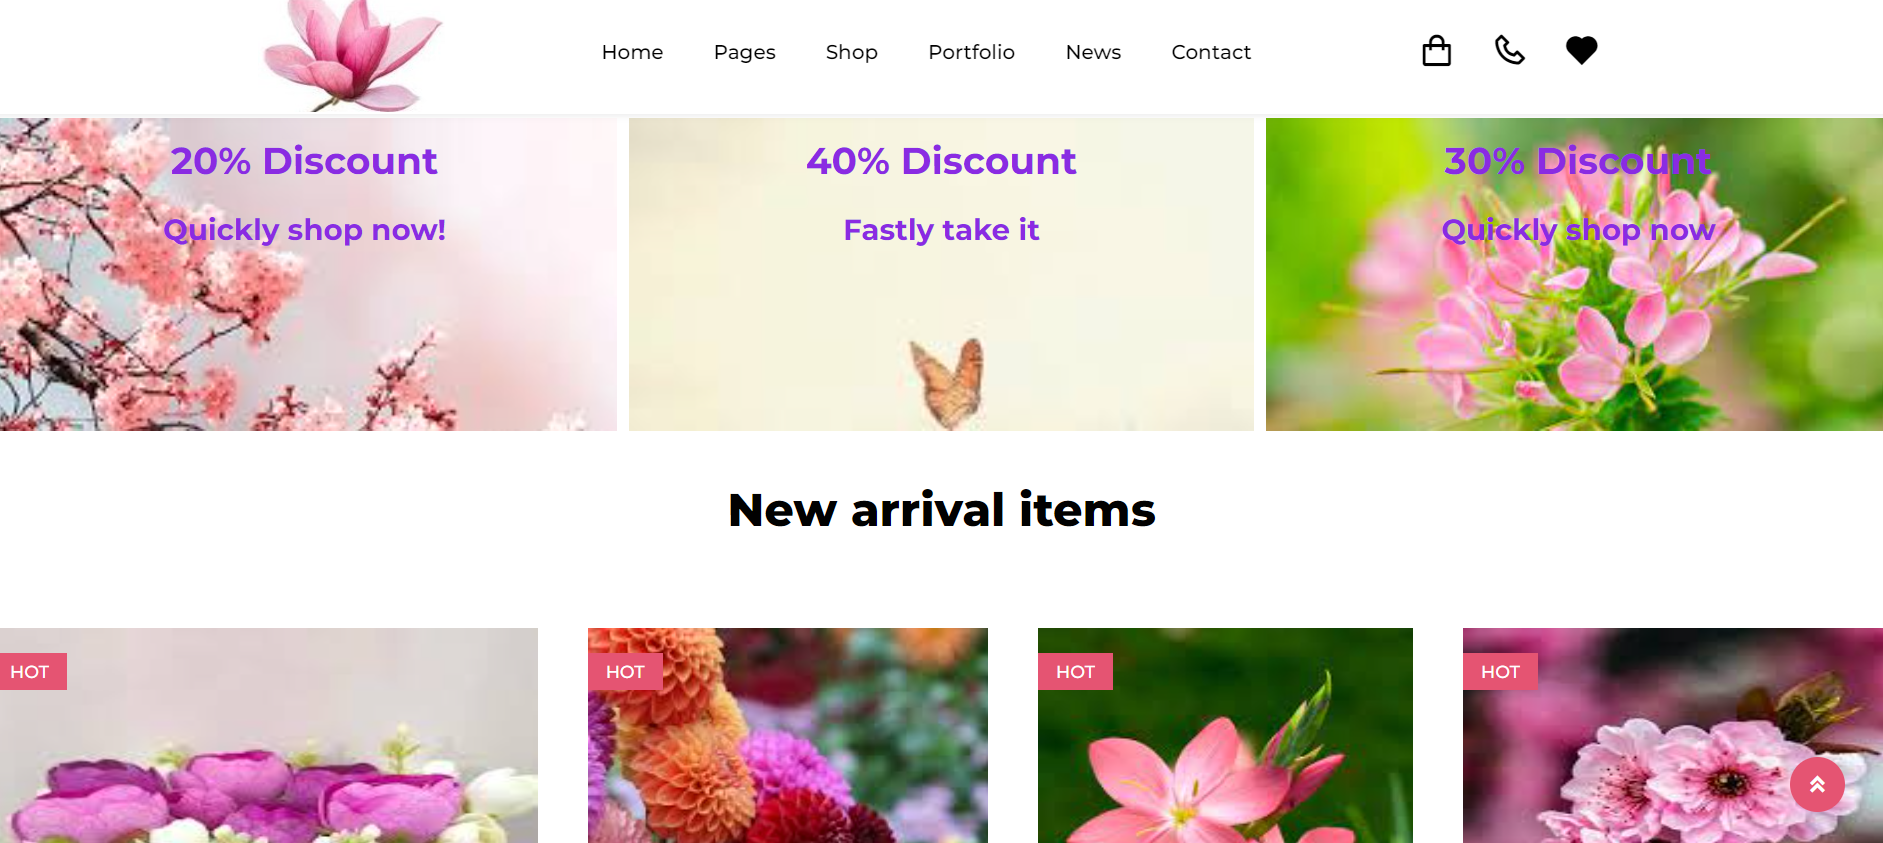 Home Pages Shop Portfolio News Contact
20% Discount
Quickly shop now!
40% Discount
Fastly take it
30% Discount
Quickly shop now
New arrival items
HOT
HOT
HOT
HOT